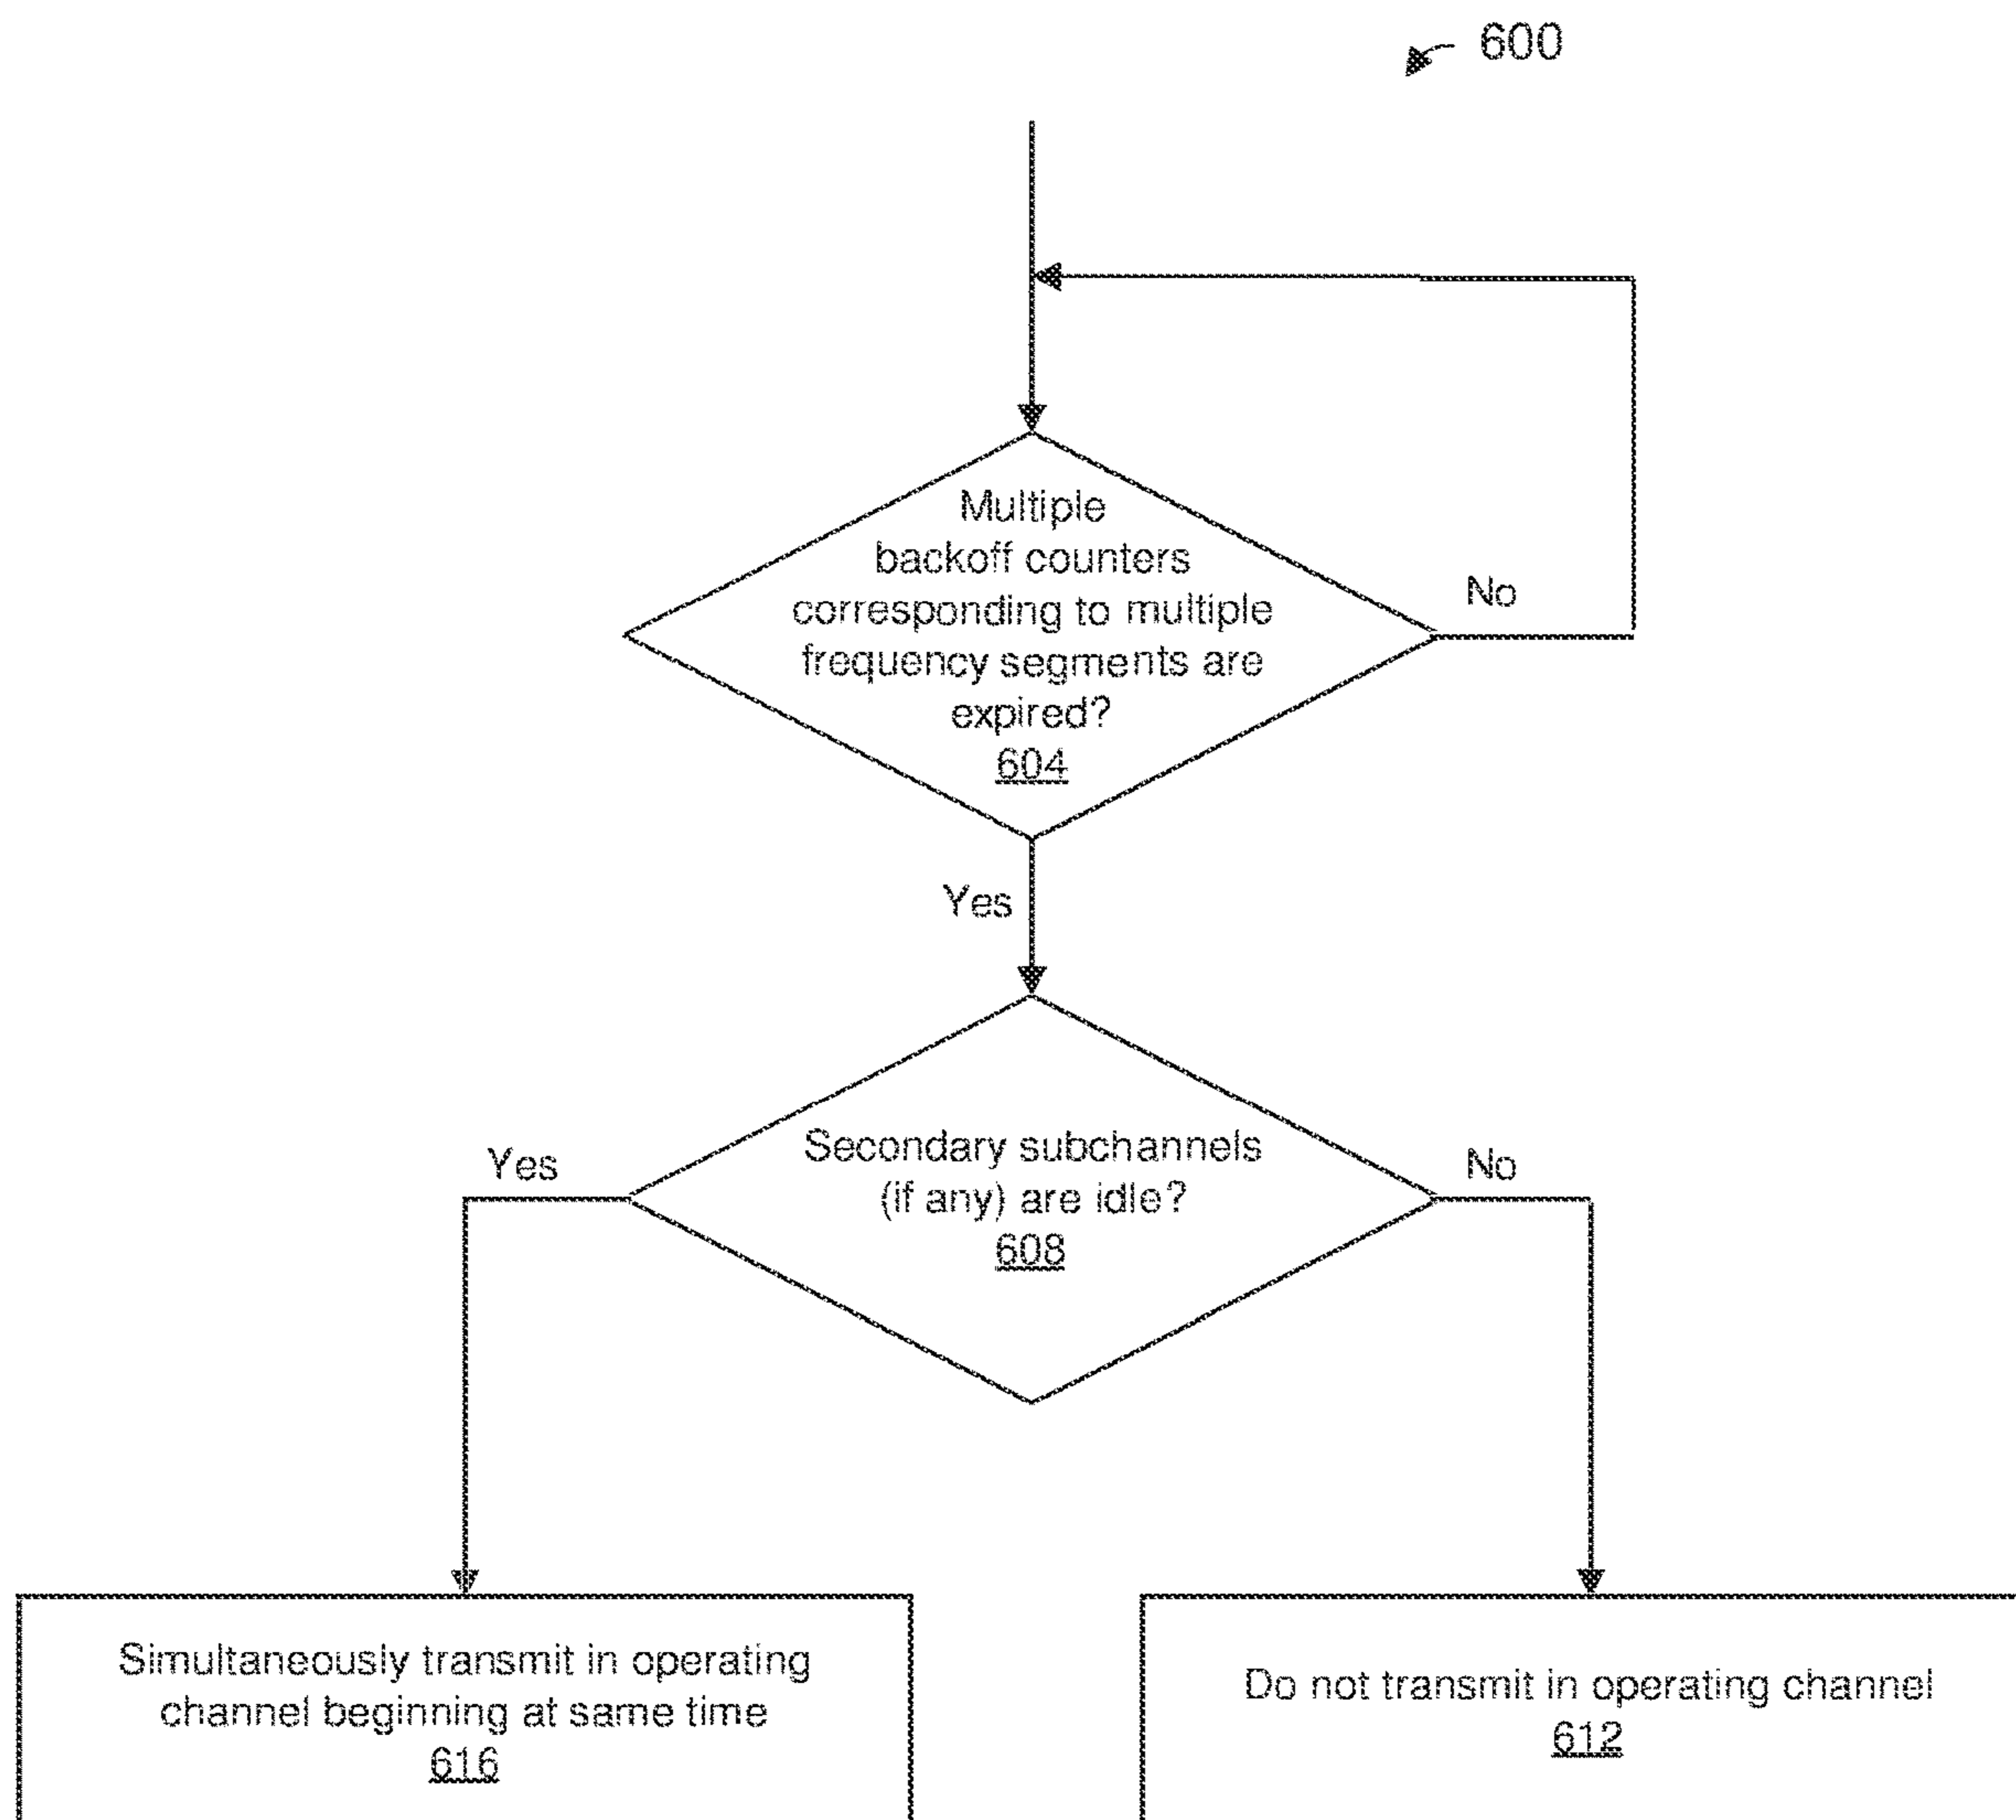 600
Multiple
backoff counters
corresponding to multiple
frequency segments are
expired?
604
No
Yes
Secondary subchannels
(if any) are idle?
608
Yes
No
Simultaneously transmit in operating
channel beginning at same time
616
Do not transmit in operating channel
612